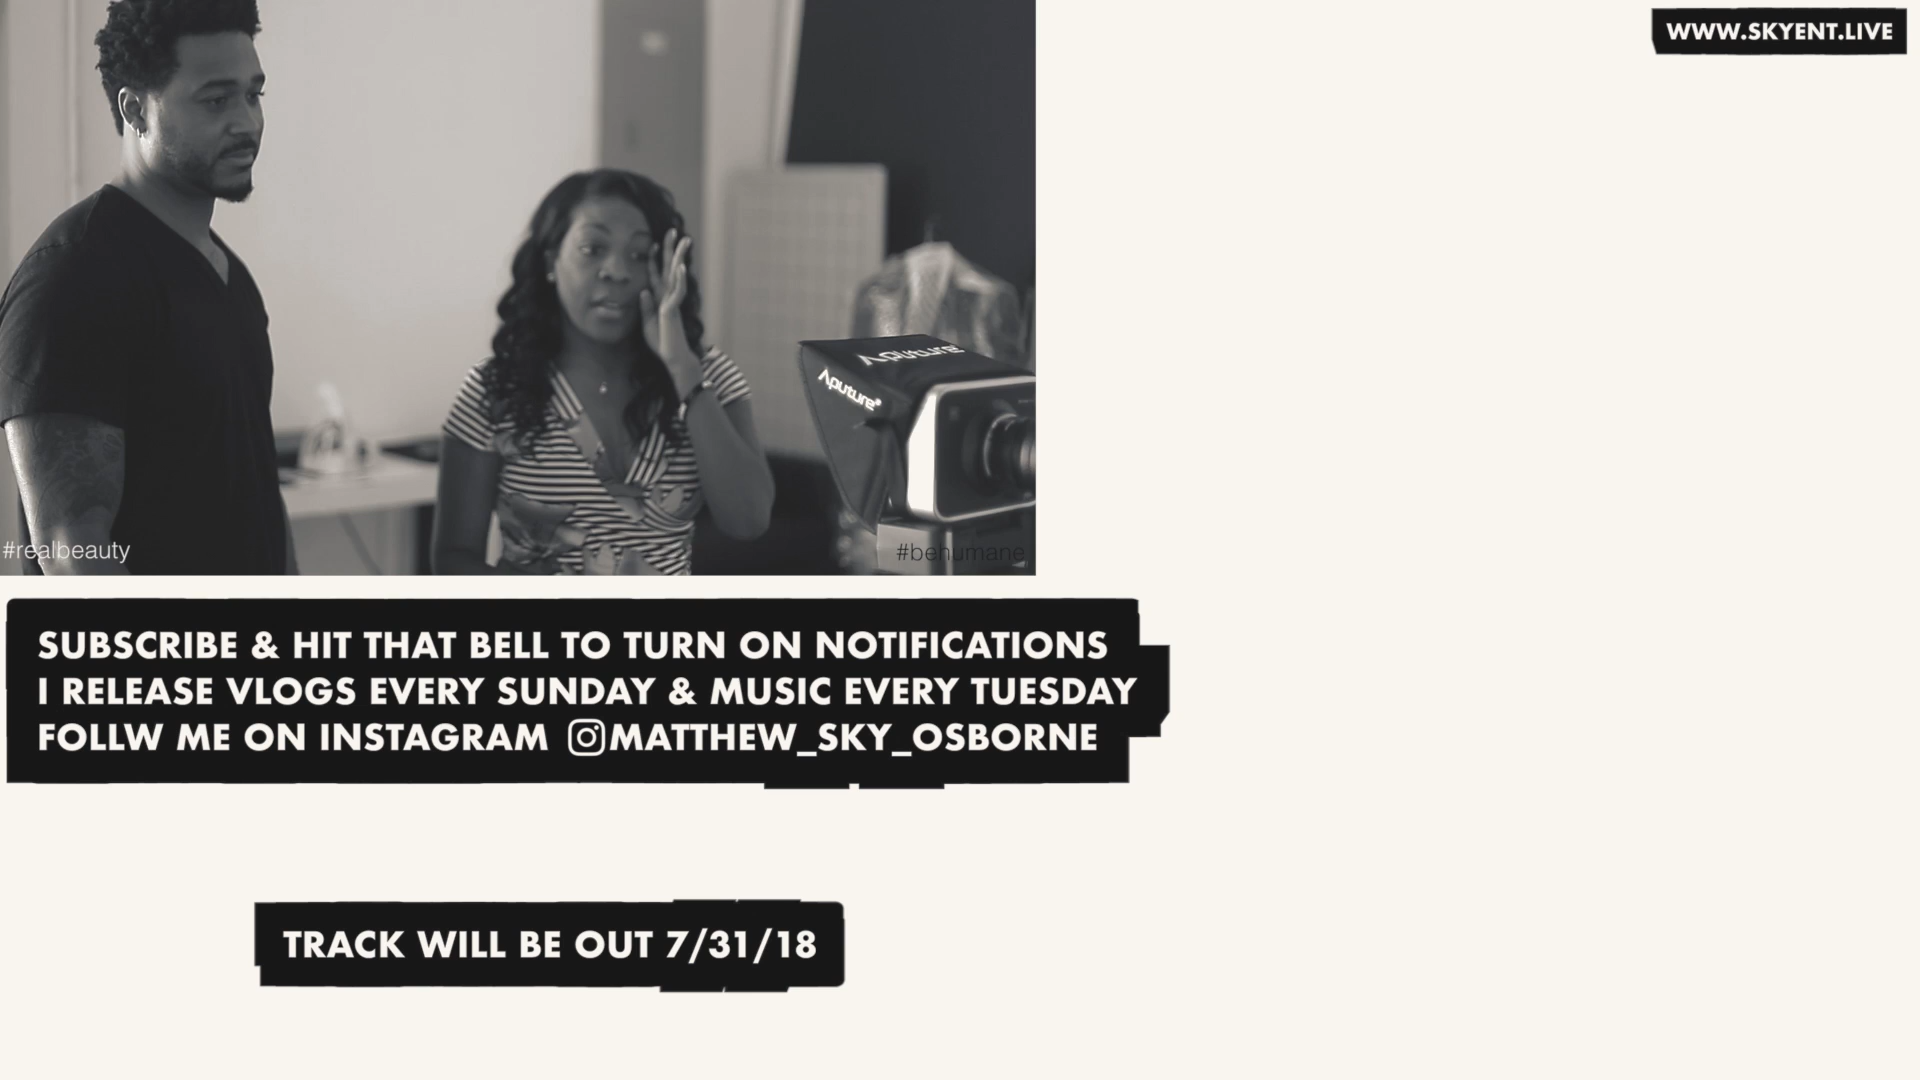 WWW.SKYENT.LIVE
Aputure
Aputure
#realbeauty
#behumane
SUBSCRIBE & HIT THAT BELL TO TURN ON NOTIFICATIONS
I RELEASE VLOGS EVERY SUNDAY & MUSIC EVERY TUESDAY
FOLLW ME ON INSTAGRAM MATTHEW_SKY_OSBORNE
TRACK WILL BE OUT 7/31/18